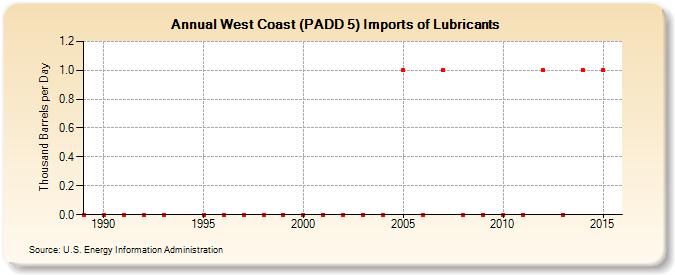 Annual West Coast (PADD 5) Imports of Lubricants
Thousand Barrels per Day
1.2
1.0
0.8
0.6
0.4
0.2
0.0
1990 1995 2000 2005 2010 2015
Source: U.S. Energy Information Administration